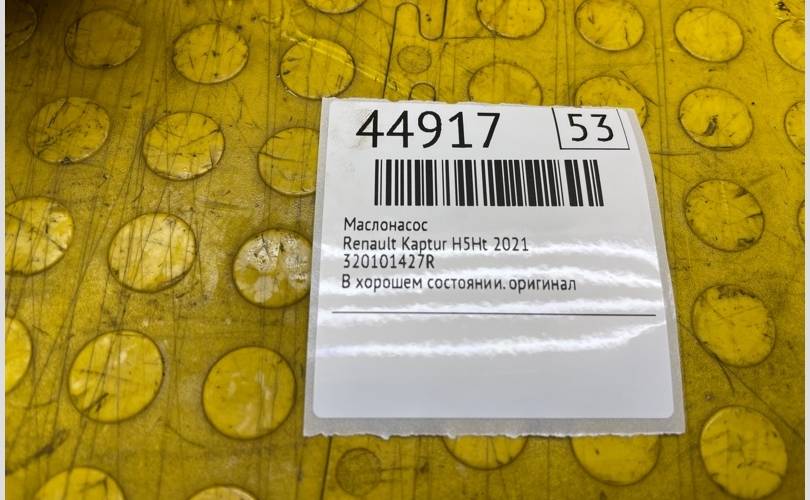 44917 53
Маслонасос
Renault Kaptur H5Ht 2021
320101427R
В хорошем состоянии. оригинал